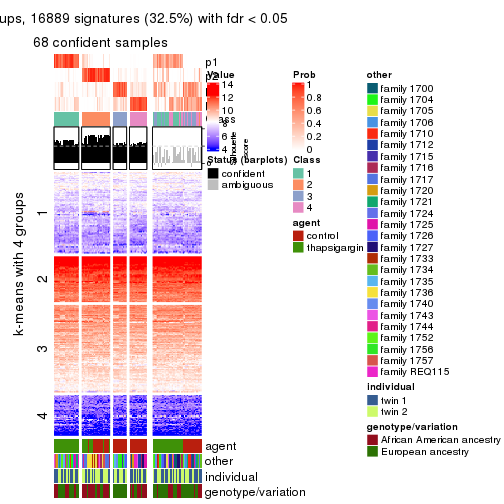 ups, 16889 signatures (32.5%) with fdr < 0.05
68 confident samples
p1
p2
Class
Silhouette
score
1
2
3
4
k-means with 4 groups
agent
other
individual
genotype/variation
Value
14
12
10
8
6
4
Status (barplots)
confident
ambiguous
Prob
1
0.8
0.6
0.4
0.2
0
Class
1
2
3
4
agent
control
thapsigargin
other
family 1700
family 1704
family 1705
family 1706
family 1710
family 1712
family 1715
family 1716
family 1717
family 1720
family 1721
family 1724
family 1725
family 1726
family 1727
family 1733
family 1734
family 1735
family 1736
family 1740
family 1743
family 1744
family 1752
family 1756
family 1757
family REQ115
individual
twin 1
twin 2
genotype/variation
African American ancestry
European ancestry